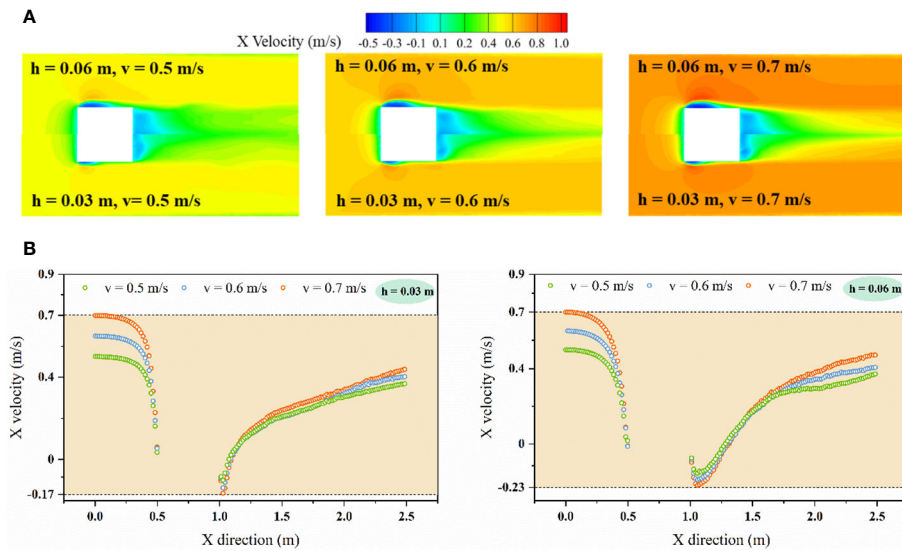 A
X Velocity (m/s)
-0.5 -0.3 -0.1 0.1 0.2 0.4 0.6 0.8 1.0
h = 0.06 m, v = 0.5 m/s
h = 0.06 m, v = 0.6 m/s
h = 0.06 m, v = 0.7 m/s
h = 0.03 m, v= 0.5 m/s
h = 0.03 m, v = 0.6 m/s
h = 0.03 m, v = 0.7 m/s
B
0.9
v = 0.5 m/s v = 0.6 m/s v = 0.7 m/s h = 0.03 m
0.7
0.4
0
-0.17
X velocity (m/s)
0.0 0.5 1.0 1.5 2.0 2.5
X direction (m)
0.9
v = 0.5 m/s v = 0.6 m/s v = 0.7 m/s h = 0.06 m
0.7
0.4
0
-0.23
X velocity (m/s)
0.0 0.5 1.0 1.5 2.0 2.5
X direction (m)